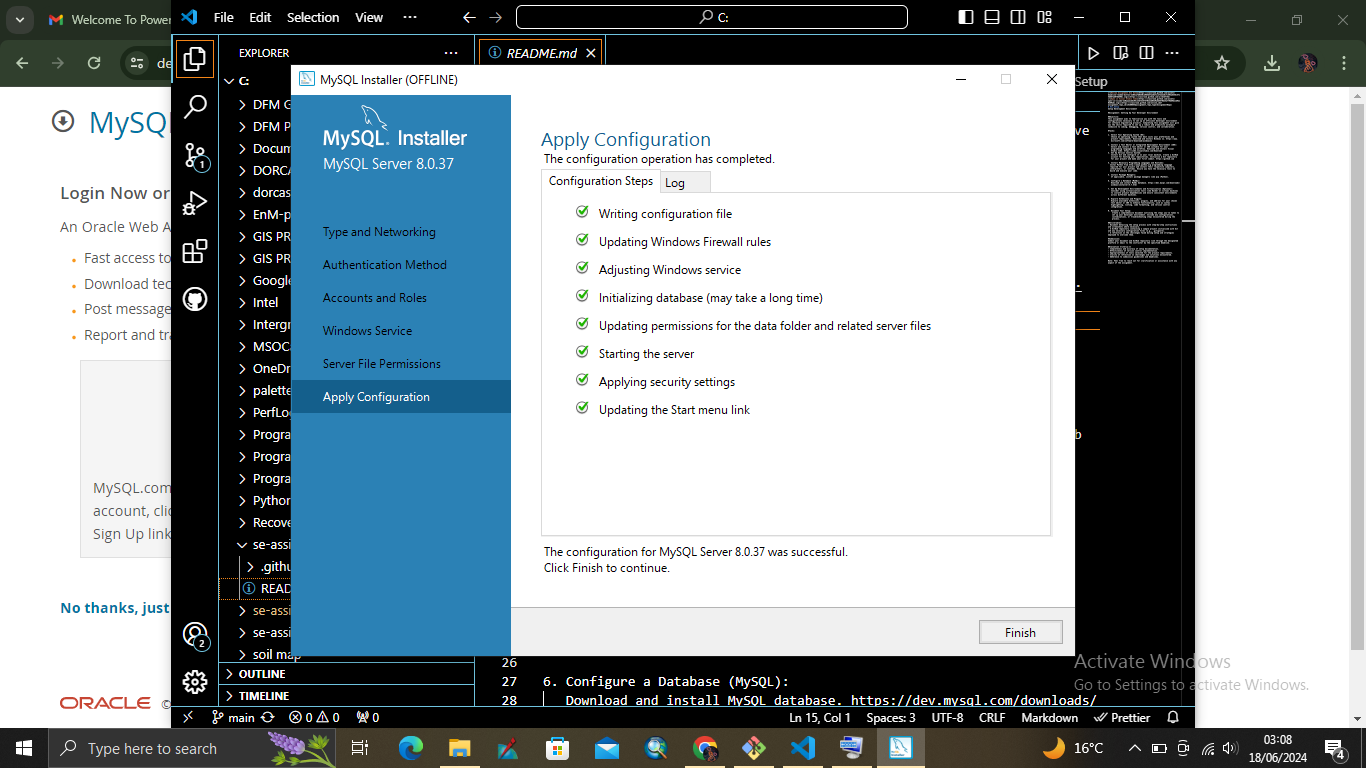 Welcome To Power
de
MySQL
Login Now or
An Oracle Web A
Fast access to
Download tec
Post message
Report and tra
MySQL.com
account, clic
Sign Up link
No thanks, just
ORACLE ©
File Edit Selection View ··· C:
EXPLORER ···
README.md
C:
DFM G
DFM P
Docum
DORCA
dorcas
EnM-p
GIS PR
GIS PR
Google
Intel
Intergr
MSOC
OneDr
palette
PerfLo
Progra
Progra
Progra
Python
Recove
se-assi
.githu
READ
se-assi
se-assi
soil map
OUTLINE
TIMELINE
1
2
MySQL Installer (OFFLINE)
MySQL® Installer
MySQL Server 8.0.37
Type and Networking
Authentication Method
Accounts and Roles
Windows Service
Server File Permissions
Apply Configuration
Apply Configuration
The configuration operation has completed.
Configuration Steps Log
Writing configuration file
Updating Windows Firewall rules
Adjusting Windows service
Initializing database (may take a long time)
Updating permissions for the data folder and related server files
Starting the server
Applying security settings
Updating the Start menu link
The configuration for MySQL Server 8.0.37 was successful.
Click Finish to continue.
Finish
Setup
ve
b
26
27 6. Configure a Database (MySQL):
28 Download and install MySQL database. https://dev.mysql.com/downloads/
Activate Windows
Go to Settings to activate Windows.
main 0 0 0 Ln 15, Col 1 Spaces: 3 UTF-8 CRLF Markdown Prettier
Type here to search
16°C
03:08
18/06/2024
4